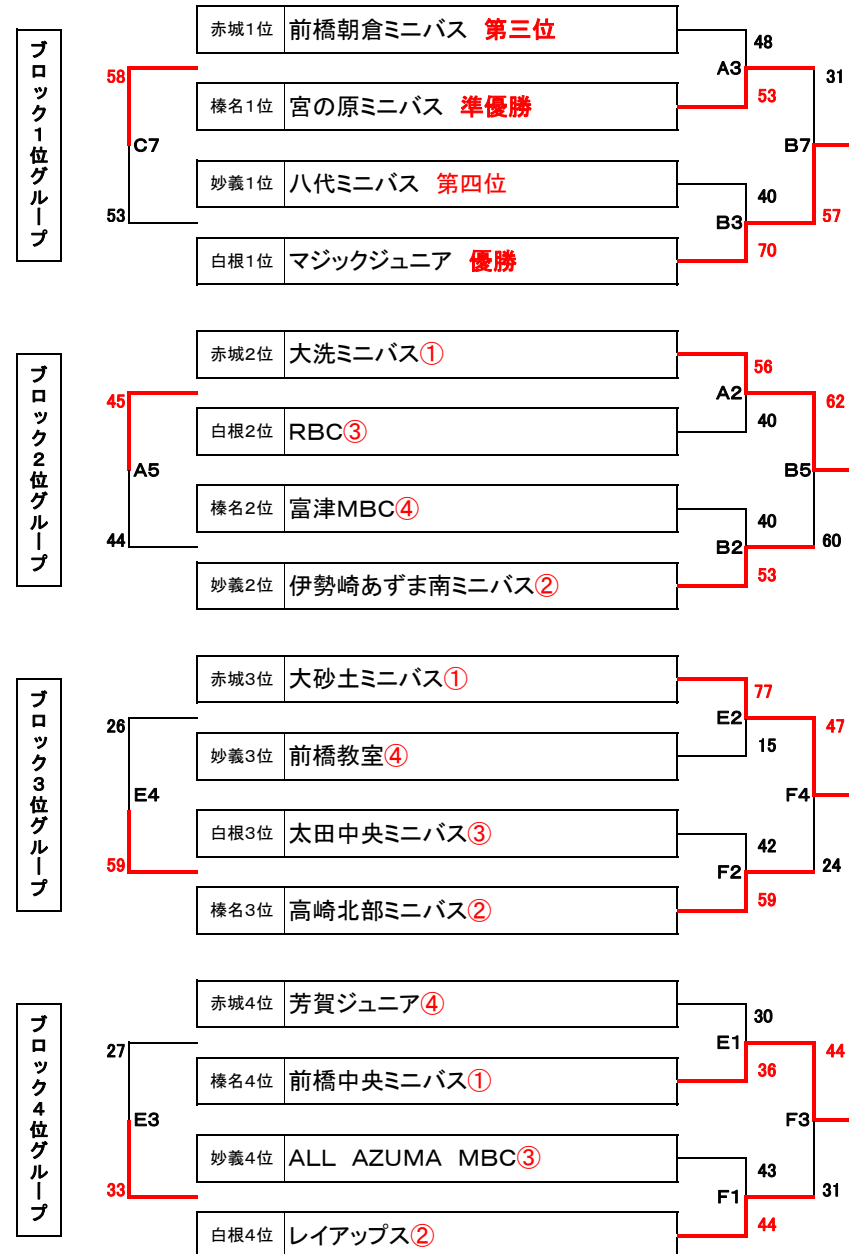 ブロック1位グループ
赤城1位 前橋朝倉ミニバス 第三位
榛名1位 宮の原ミニバス 準優勝
妙義1位 八代ミニバス 第四位
白根1位 マジックジュニア 優勝
58
C7
53
48
A3
53
40
B3
70
31
B7
57
ブロック2位グループ
赤城2位 大洗ミニバス①
白根2位 RBC③
榛名2位 富津MBC④
妙義2位 伊勢崎あずま南ミニバス②
45
A5
44
56
A2
40
40
B2
53
62
B5
60
ブロック3位グループ
赤城3位 大砂土ミニバス①
妙義3位 前橋教室④
白根3位 太田中央ミニバス③
榛名3位 高崎北部ミニバス②
26
E4
59
77
E2
15
42
F2
59
47
F4
24
ブロック4位グループ
赤城4位 芳賀ジュニア④
榛名4位 前橋中央ミニバス①
妙義4位 ALL AZUMA MBC③
白根4位 レイアップス②
27
E3
33
30
E1
36
43
F1
44
44
F3
31